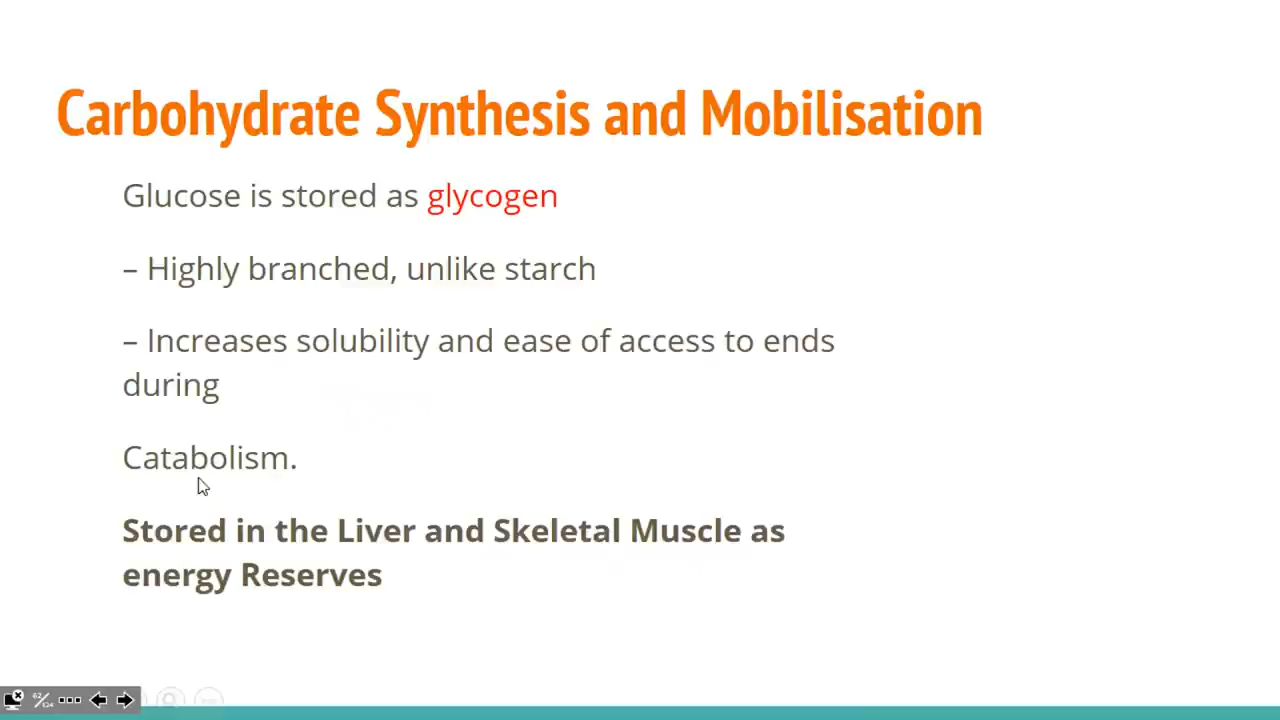 Carbohydrate Synthesis and Mobilisation
Glucose is stored as glycogen
– Highly branched, unlike starch
– Increases solubility and ease of access to ends
during
Catabolism.
Stored in the Liver and Skeletal Muscle as
energy Reserves